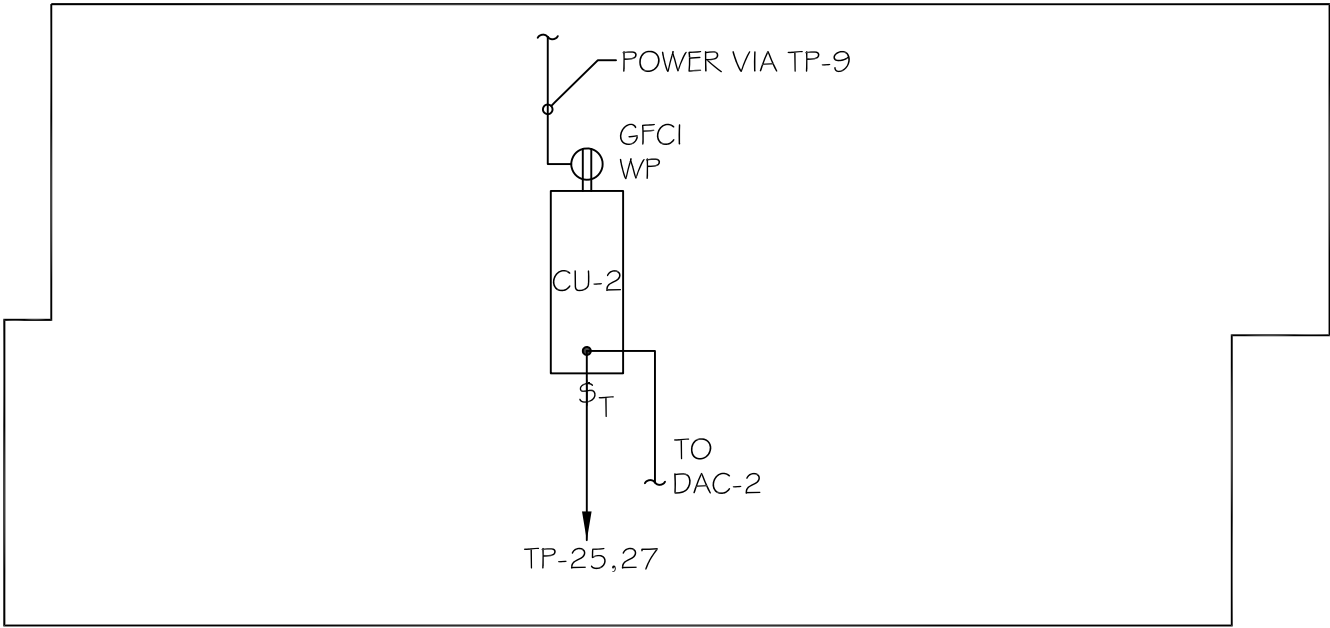 POWER VIA TP-9
GFCI
WP
CU-2
S
T
TO
DAC-2
TP-25,27